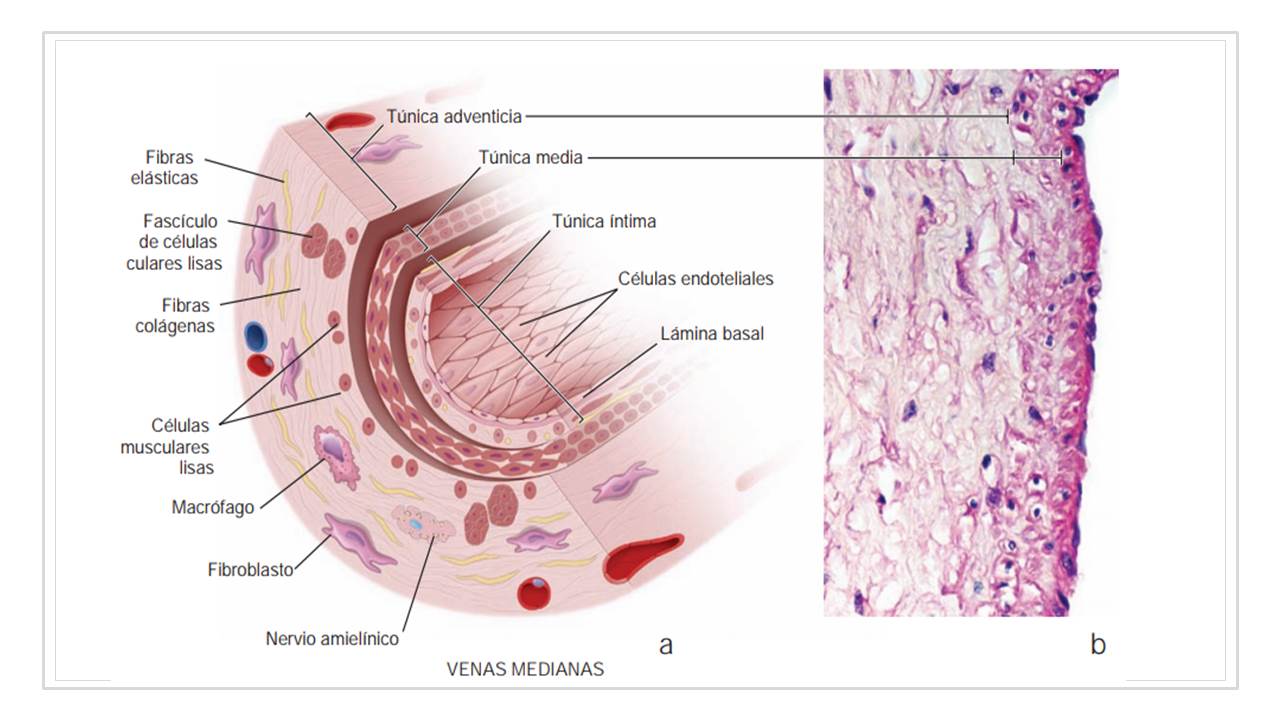 Túnica adventicia
Túnica media
Túnica íntima
Células endoteliales
Lámina basal
Fibras
elásticas
Fascículo
de células
culares lisas
Fibras
colágenas
Células
musculares
lisas
Macrófago
Fibroblasto
Nervio amielínico
a
b
VENAS MEDIANAS